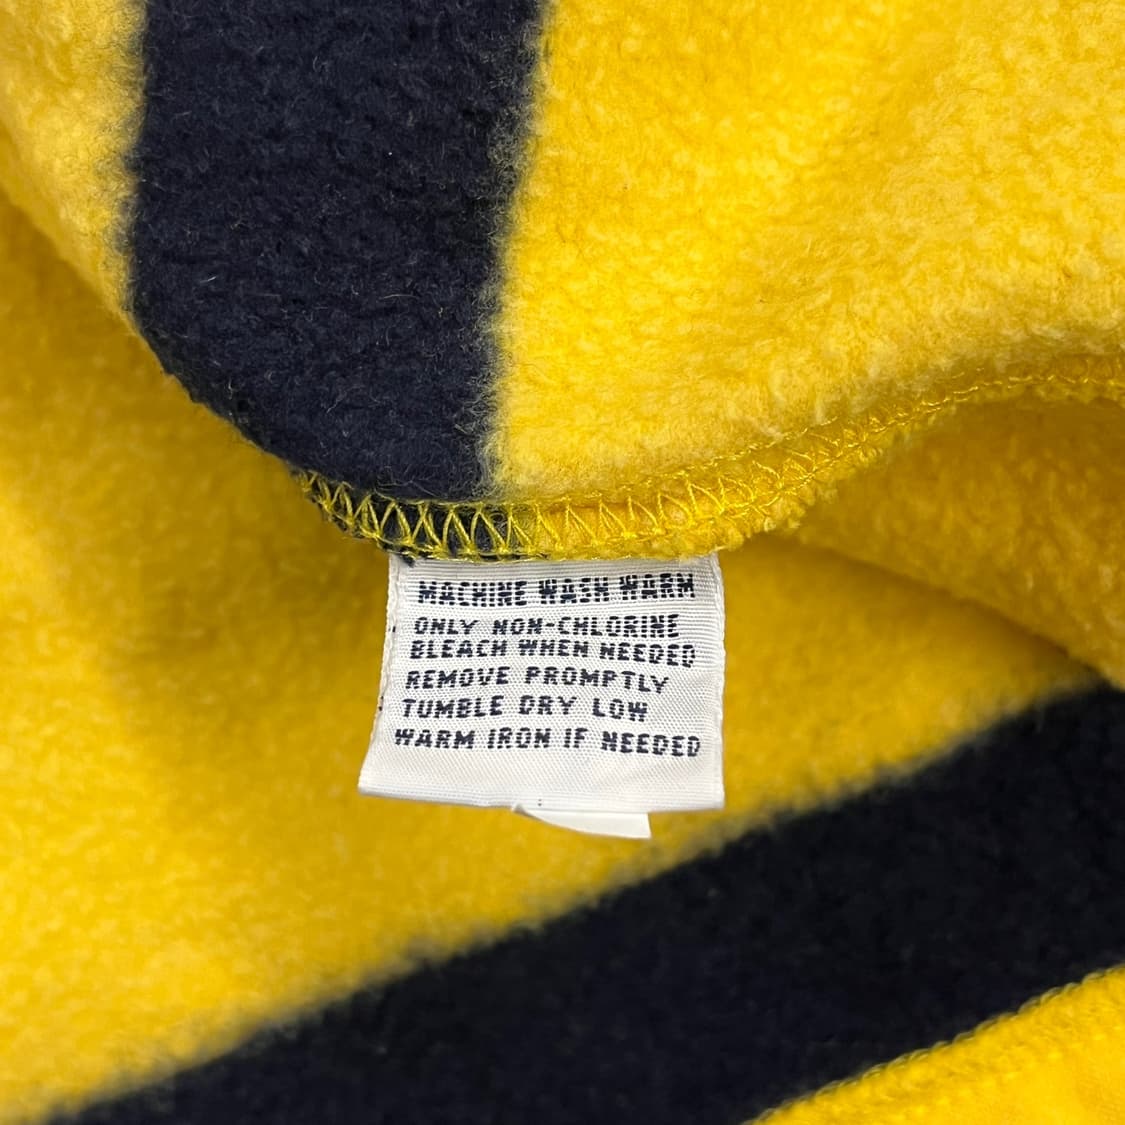 MACHINE WASH WARM
ONLY NON-CHLORINE
BLEACH WHEN NEEDED
REMOVE PROMPTLY
TUMBLE DRY LOW
WARM IRON IF NEEDED